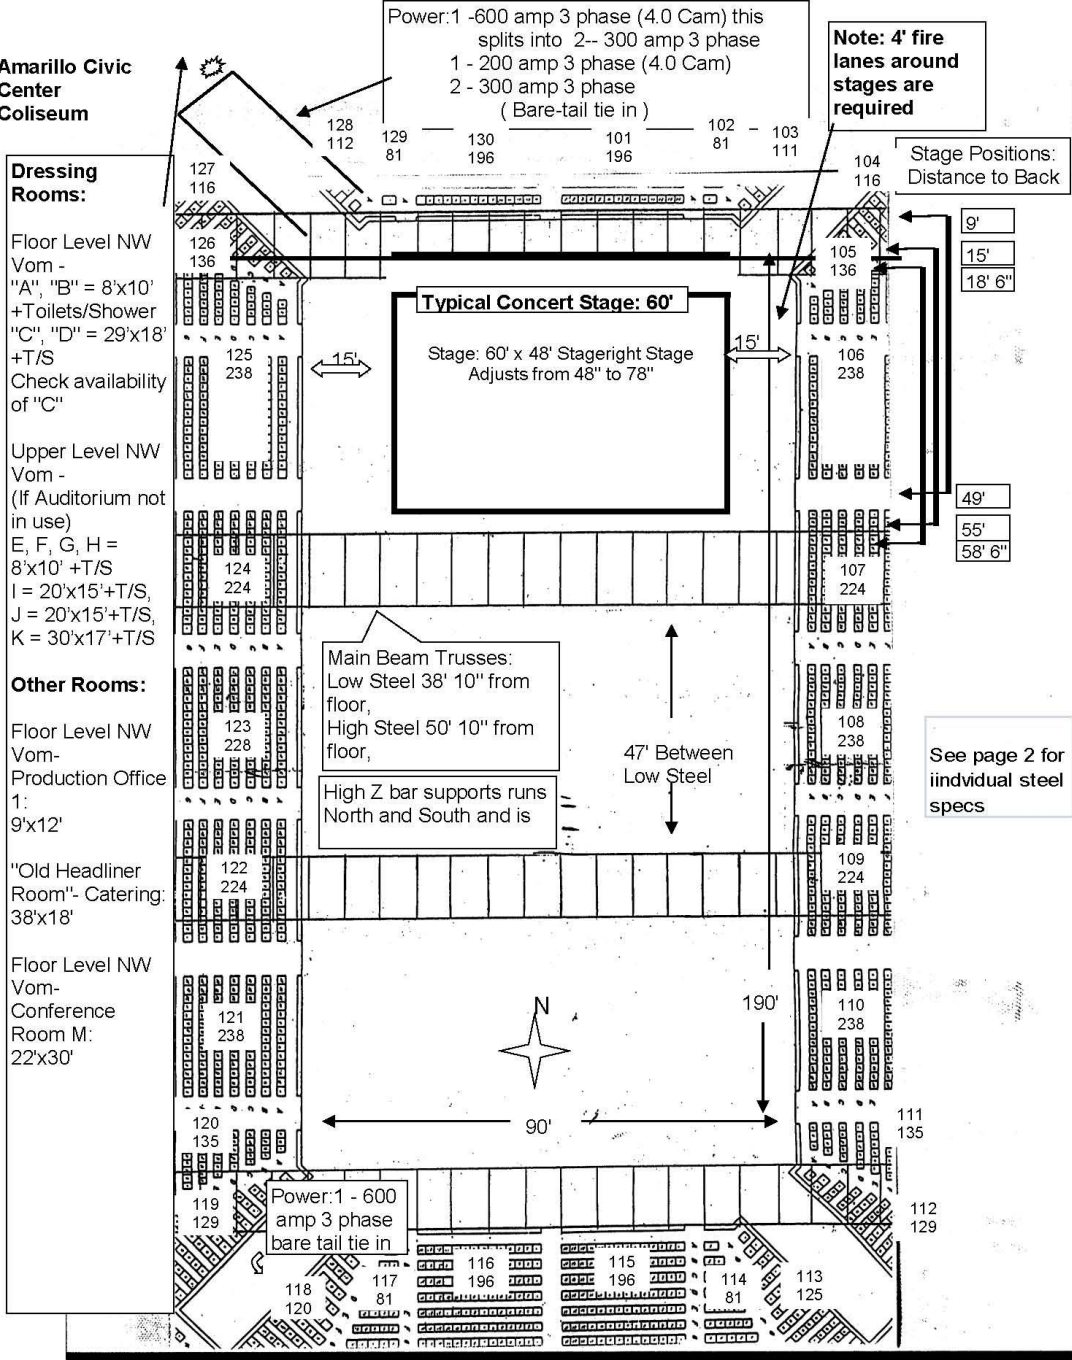 Amarillo Civic
Center
Coliseum
Power:1 -600 amp 3 phase (4.0 Cam) this
splits into 2-- 300 amp 3 phase
1 - 200 amp 3 phase (4.0 Cam)
2 - 300 amp 3 phase
( Bare-tail tie in )
Note: 4' fire
lanes around
stages are
required
Stage Positions:
Distance to Back
9'
15'
18' 6"
49'
55'
58' 6"
Dressing
Rooms:
Floor Level NW
Vom -
"A", "B" = 8'x10'
+Toilets/Shower
"C", "D" = 29'x18'
+T/S
Check availability
of "C"
Upper Level NW
Vom -
(If Auditorium not
in use)
E, F, G, H =
8'x10' +T/S
I = 20'x15'+T/S,
J = 20'x15'+T/S,
K = 30'x17'+T/S
Other Rooms:
Floor Level NW
Vom-
Production Office
1:
9'x12'
"Old Headliner
Room"- Catering:
38'x18'
Floor Level NW
Vom-
Conference
Room M:
22'x30'
127
116
128
112
129
81
130
196
101
196
102
81
103
111
104
116
126
136
105
136
Typical Concert Stage: 60'
Stage: 60' x 48' Stageright Stage
Adjusts from 48" to 78"
15'
15'
125
238
106
238
124
224
107
224
Main Beam Trusses:
Low Steel 38' 10" from
floor,
High Steel 50' 10" from
floor,
High Z bar supports runs
North and South and is
47' Between
Low Steel
See page 2 for
iindvidual steel
specs
123
228
108
238
122
224
109
224
121
238
110
238
N
190'
90'
120
135
111
135
119
129
112
129
Power:1 - 600
amp 3 phase
bare tail tie in
118
120
117
81
116
196
115
196
114
81
113
125